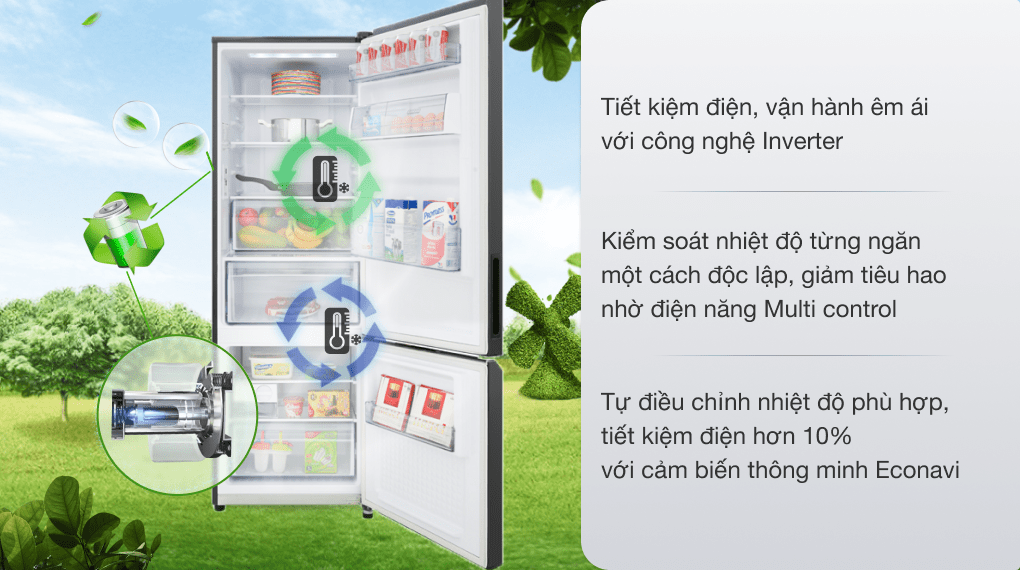 Tiết kiệm điện, vận hành êm ái
với công nghệ Inverter
Kiểm soát nhiệt độ từng ngăn
một cách độc lập, giảm tiêu hao
nhờ điện năng Multi control
Tự điều chỉnh nhiệt độ phù hợp,
tiết kiệm điện hơn 10%
với cảm biến thông minh Econavi